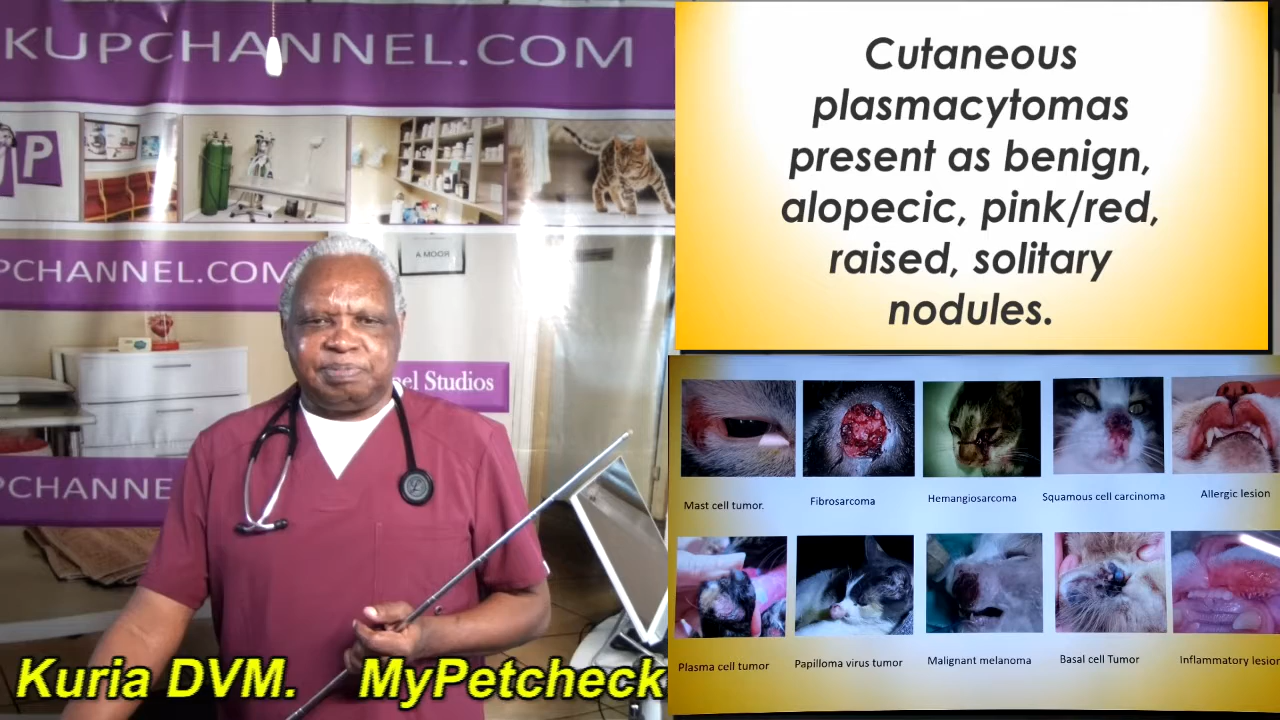 KUPCHANNEL.COM
P
A MOOR
PCHANNEL.COM
nel Studios
PCHANNE
Kuria DVM. MyPetcheck
Cutaneous
plasmacytomas
present as benign,
alopecic, pink/red,
raised, solitary
nodules.
Mast cell tumor.
Fibrosarcoma
Hemangiosarcoma
Squamous cell carcinoma
Allergic lesion
Plasma cell tumor
Papilloma virus tumor
Malignant melanoma
Basal cell Tumor
Inflammatory lesion